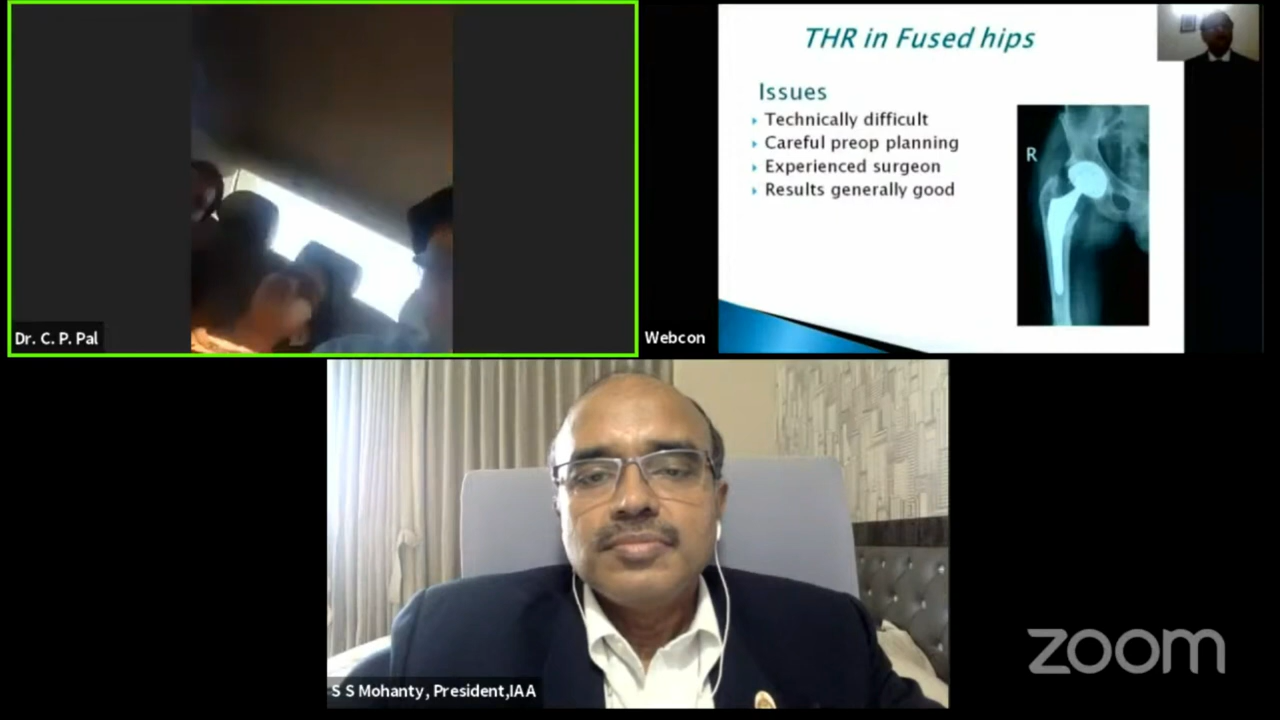 THR in Fused hips
Issues
Technically difficult
Careful preop planning
Experienced surgeon
Results generally good
R
Dr. C. P. Pal
Webcon
S S Mohanty, President,IAA
zoom